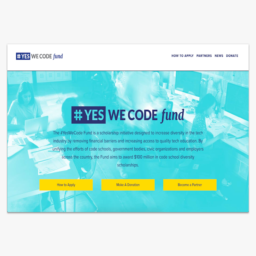 #YES WE CODE fund
HOW TO APPLY PARTNERS NEWS DONATE
#YES WE CODE fund
The #YesWeCode Fund is a scholarship initiative designed to increase diversity in the tech
industry by removing financial barriers and increasing access to quality tech education. By
unifying the efforts of code schools, government bodies, civic organizations and employers
across the country, the Fund aims to award $100 million in code school diversity
scholarships.
How to Apply
Make A Donation
Become a Partner